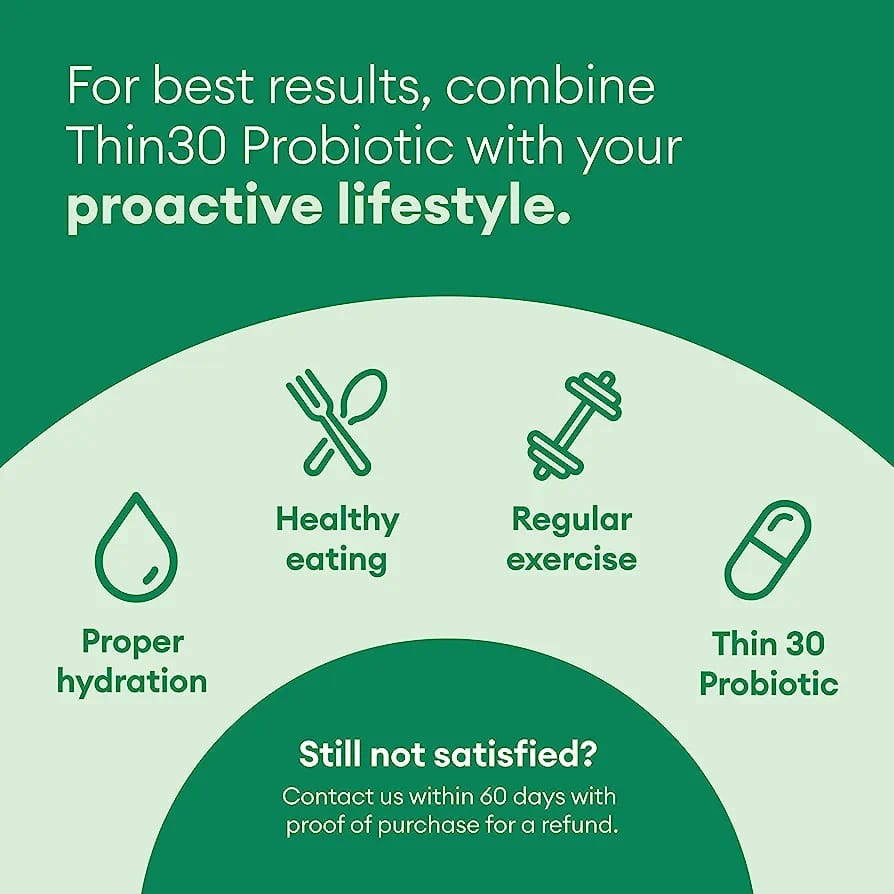 For best results, combine
Thin30 Probiotic with your
proactive lifestyle.
Healthy
eating
Regular
exercise
Proper
hydration
Thin 30
Probiotic
Still not satisfied?
Contact us within 60 days with
proof of purchase for a refund.